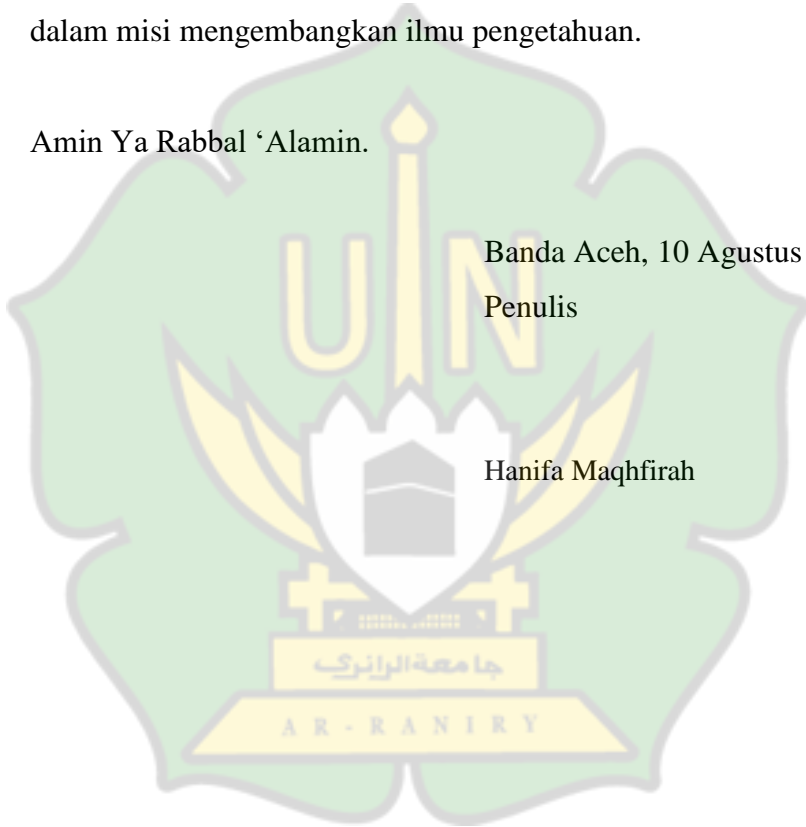 dalam misi mengembangkan ilmu pengetahuan.
Amin Ya Rabbal ‘Alamin.
Banda Aceh, 10 Agustus
Penulis
UIN
Hanifa Maqhfirah
جامعة الرانري
AR-RANIRY